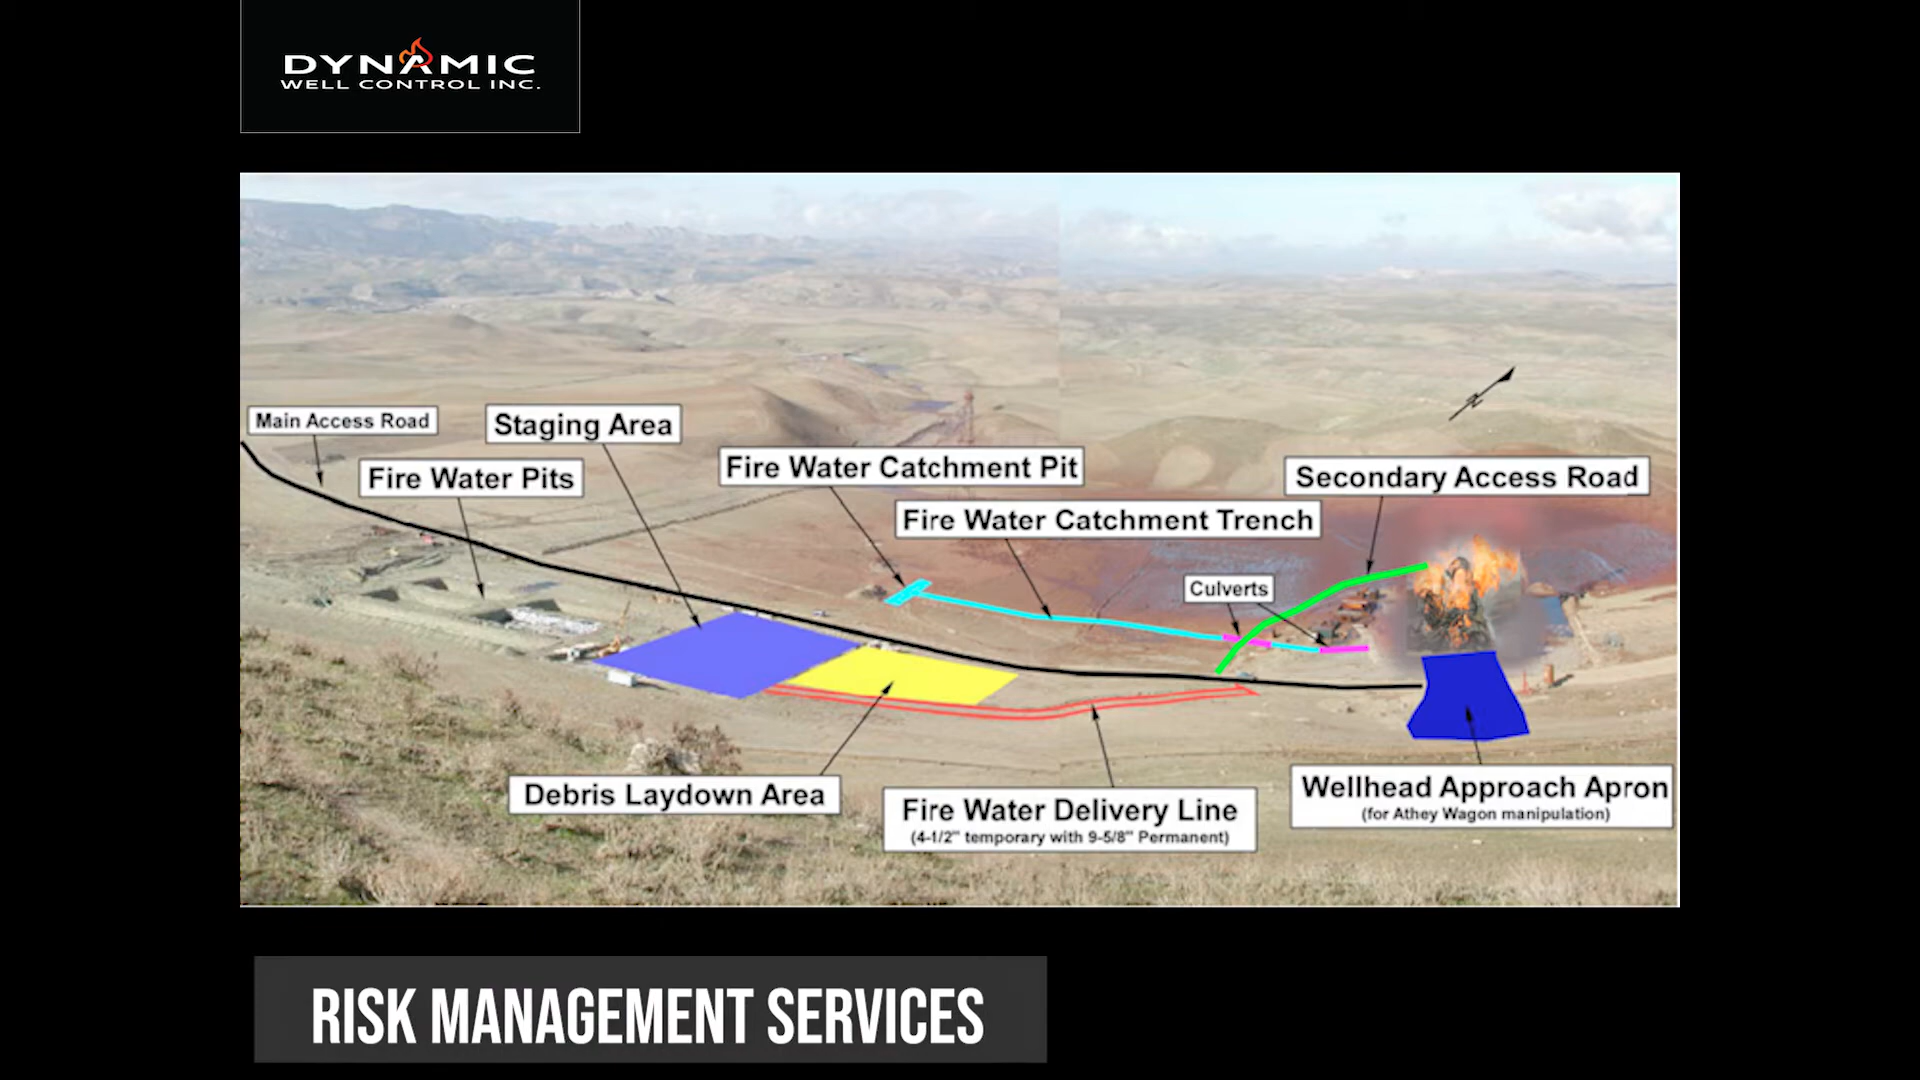 DYNAMIC
WELL CONTROL INC.
Main Access Road
Staging Area
Fire Water Pits
Fire Water Catchment Pit
Secondary Access Road
Fire Water Catchment Trench
Culverts
N
Debris Laydown Area
Fire Water Delivery Line
(4-1/2" temporary with 9-5/8" Permanent)
Wellhead Approach Apron
(for Athey Wagon manipulation)
RISK MANAGEMENT SERVICES